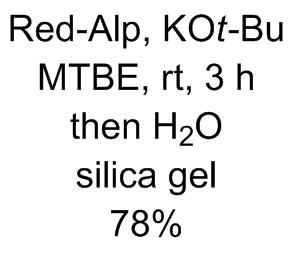 Red-Alp, KOt-Bu
MTBE, rt, 3 h
then H₂O
silica gel
78%